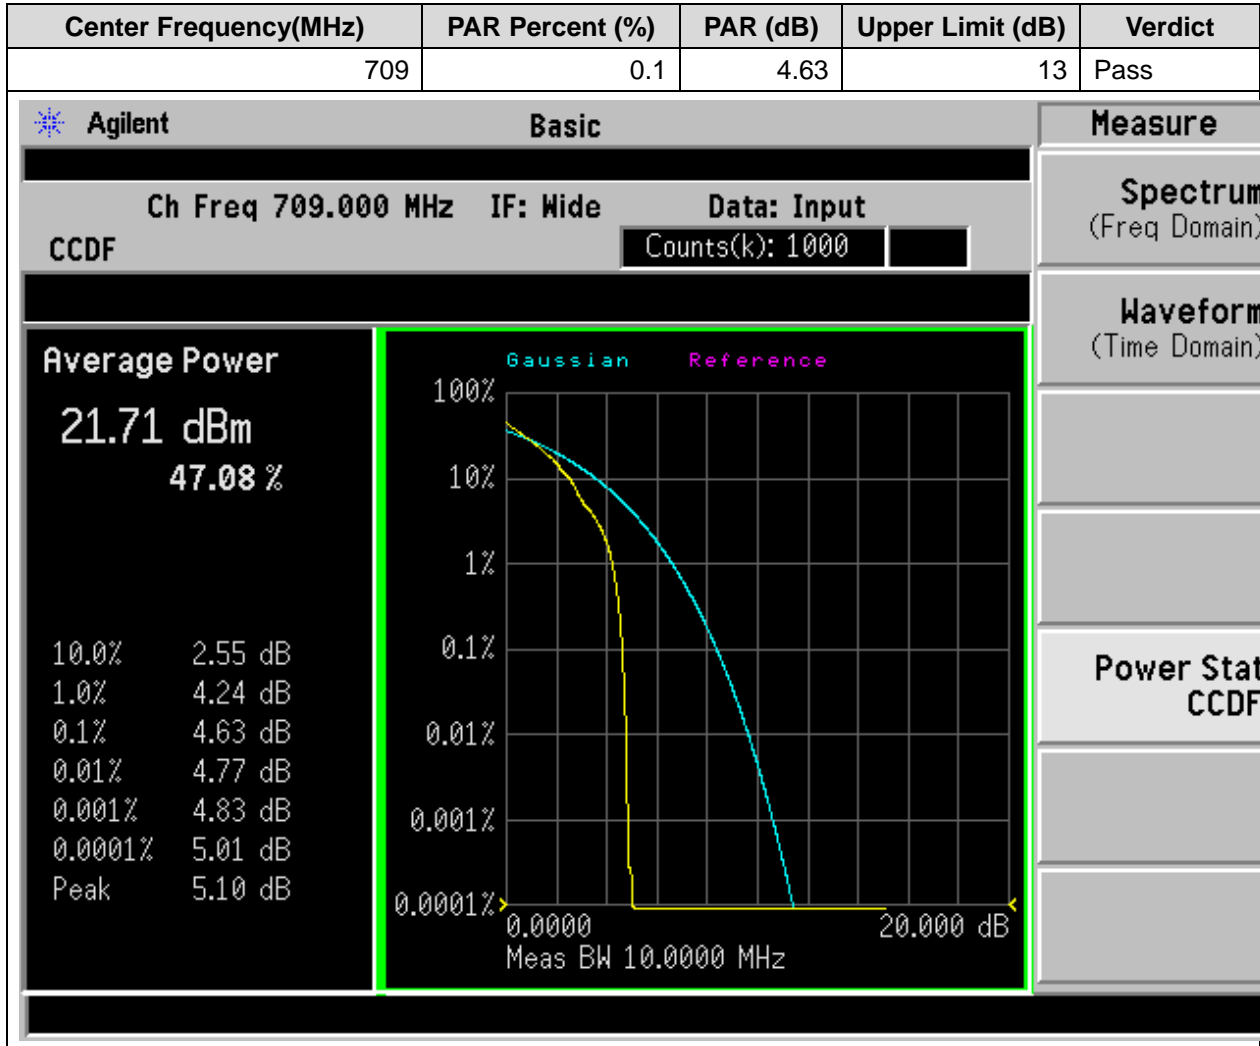 Center Frequency(MHz) PAR Percent (%) PAR (dB) Upper Limit (dB) Verdict
709 0.1 4.63 13 Pass
Agilent Basic Measure
Ch Freq 709.000 MHz IF: Wide Data: Input
CCDF Counts(k): 1000
Spectrum
(Freq Domain)
Waveform
(Time Domain)
Power Stat
CCDF
Average Power
21.71 dBm
47.08 %
10.0% 2.55 dB
1.0% 4.24 dB
0.1% 4.63 dB
0.01% 4.77 dB
0.001% 4.83 dB
0.0001% 5.01 dB
Peak 5.10 dB
Gaussian Reference
100%
10%
1%
0.1%
0.01%
0.001%
0.0001%
0.0000 20.000 dB
Meas BW 10.0000 MHz